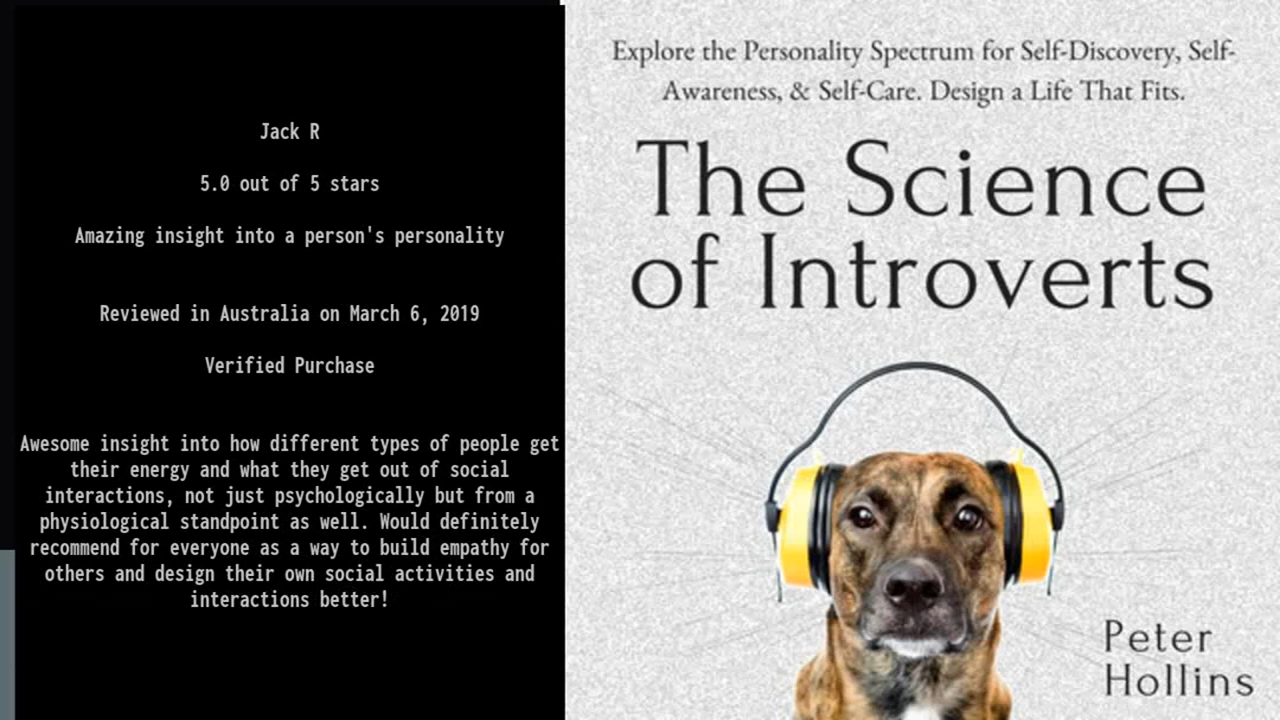 Jack R
5.0 out of 5 stars
Amazing insight into a person's personality
Reviewed in Australia on March 6, 2019
Verified Purchase
Awesome insight into how different types of people get
their energy and what they get out of social
interactions, not just psychologically but from a
physiological standpoint as well. Would definitely
recommend for everyone as a way to build empathy for
others and design their own social activities and
interactions better!
Explore the Personality Spectrum for Self-Discovery, Self-
Awareness, & Self-Care. Design a Life That Fits.
The Science
of Introverts
Peter
Hollins